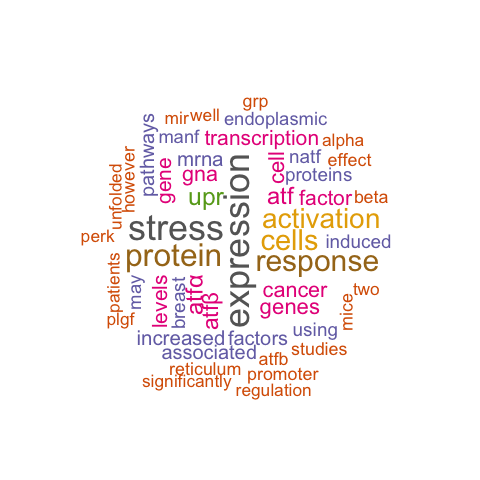 grp
mir
well
endoplasmic
pathways
manf
transcription
alpha
however
mrna
cell
natf
effect
gene
gna
proteins
unfolded
upr
expression
atf
factor
beta
stress
activation
perk
cells
induced
protein
response
patients
may
levels
breast
atfα
atfβ
cancer
two
plgf
genes
mice
increased
factors
using
associated
atfb
studies
reticulum
promoter
significantly
regulation